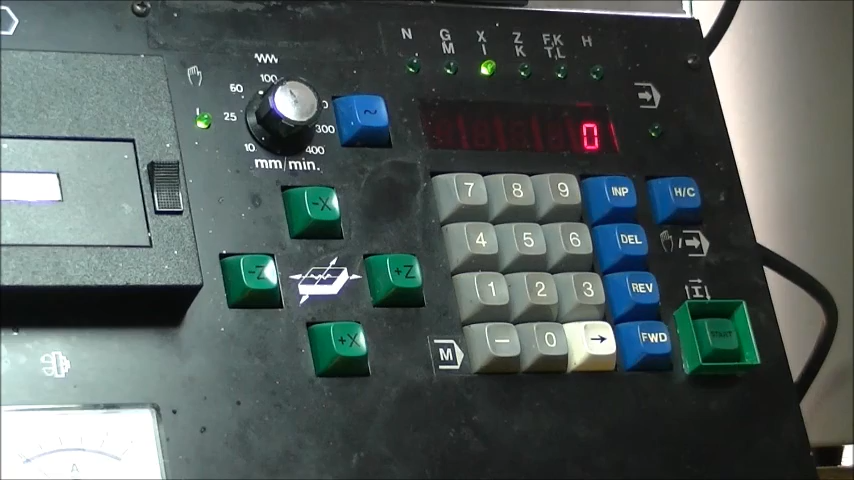 N G X Z F,K H
M I K T,L
100
60
25
300
10 400
mm/min.
~
0
7 8 9 INP H/C
-X
4 5 6 DEL
-Z +Z
1 2 3 REV
+X
M - 0 → FWD START
A